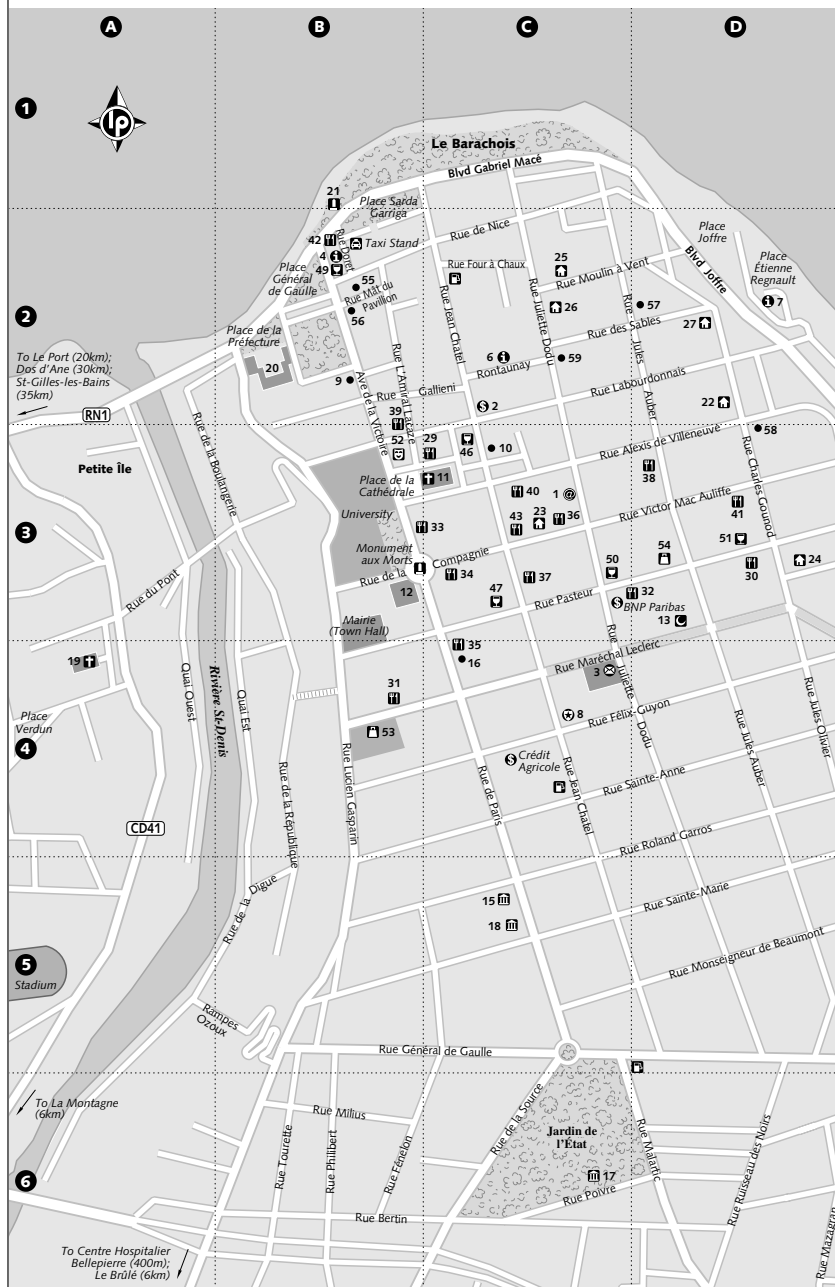 A
B
C
D
1
lp
Le Barachois
Blvd Gabriel Macé
21
Place Sarda
Garriga
42
Rue Doret
Taxi Stand
4
49
Place
Général
de Gaulle
55
Rue Mât du
Pavillion
56
Rue de Nice
Rue Four à Chaux
25
Rue Moulin à Vent
26
Place
Joffre
Blvd Joffre
Place
Étienne
Regnault
7
57
27
2
Place de la
Préfecture
20
9
Rue Jean Chatel
Rue Juliette Dodu
Rue Jules Auber
Rue des Sables
6
Rontaunay
59
Rue L'Amiral Lacaze
Ave de la Victoire
Rue Gallieni
2
Rue Labourdonnais
22
To Le Port (20km);
Dos d'Ane (30km);
St-Gilles-les-Bains
(35km)
RN1
Rue de la Boulangerie
39
52
29
46
10
58
Rue Alexis de Villeneuve
38
Petite Île
Place de la
Cathédrale
11
40
1
Rue Charles Gounod
3
University
33
43
23
36
Rue Victor Mac Auliffe
41
51
Monument
aux Morts
Rue de la Compagnie
34
37
50
54
30
24
12
47
Rue Pasteur
32
BNP Paribas
13
Rue du Pont
Mairie
(Town Hall)
35
16
Rue Maréchal Leclerc
3
19
Quai Ouest
Rivière St-Denis
Quai Est
31
8
Rue Félix-Guyon
Rue Juliette Dodu
Rue Jules Auber
Rue Jules Olivier
Place
Verdun
4
53
Crédit
Agricole
Rue Sainte-Anne
Rue de la République
Rue Lucien Gasparin
Rue de Paris
Rue Jean Chatel
CD41
Rue Roland Garros
Rue de la Digue
15
Rue Sainte-Marie
18
5
Stadium
Rue Monseigneur de Beaumont
Rampes
Ozoux
Rue Général de Gaulle
To La Montagne
(6km)
Rue Milius
Rue de la Source
Jardin de
l'État
Rue Malartic
Rue Tourette
Rue Philibert
Rue Fénelon
Rue Ruisseau des Noirs
6
17
Rue Poivre
Rue Bertin
Rue Mazagran
To Centre Hospitalier
Bellepierre (400m);
Le Brûlé (6km)